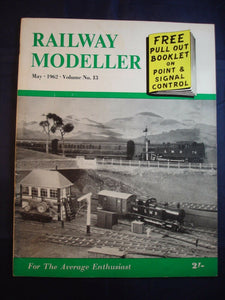 RAILWAY
MODELLER
May · 1962 · Volume No. 13
FREE
PULL OUT
BOOKLET
ON
POINT &
SIGNAL
CONTROL
For The Average Enthusiast
2/-